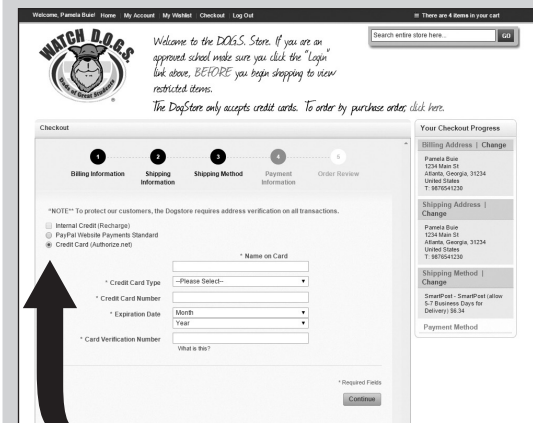 Welcome, Pamela Buie! Home My Account My Wishlist Checkout Log Out
There are 4 items in your cart
Search entire store here...
GO
WATCH D.O.G.S.
Dads of Great Students
®
Welcome to the D.O.G.S. Store. If you are an
approved school make sure you click the "Login"
link above, BEFORE you begin shopping to view
restricted items.
The DogStore only accepts credit cards. To order by purchase order, click here.
Checkout
1
2
3
4
5
Billing Information
Shipping Information
Shipping Method
Payment Information
Order Review
**NOTE** To protect our customers, the Dogstore requires address verification on all transactions.
Internal Credit (Recharge)
PayPal Website Payments Standard
Credit Card (Authorize.net)
* Name on Card
* Credit Card Type
--Please Select--
* Credit Card Number
* Expiration Date
Month
Year
* Card Verification Number
What is this?
* Required Fields
Continue
Your Checkout Progress
Billing Address | Change
Pamela Buie
1234 Main St
Atlanta, Georgia, 31234
United States
T: 9876541230
Shipping Address |
Change
Pamela Buie
1234 Main St
Atlanta, Georgia, 31234
United States
T: 9876541230
Shipping Method |
Change
SmartPost - SmartPost (allow
5-7 Business Days for
Delivery) $6.34
Payment Method